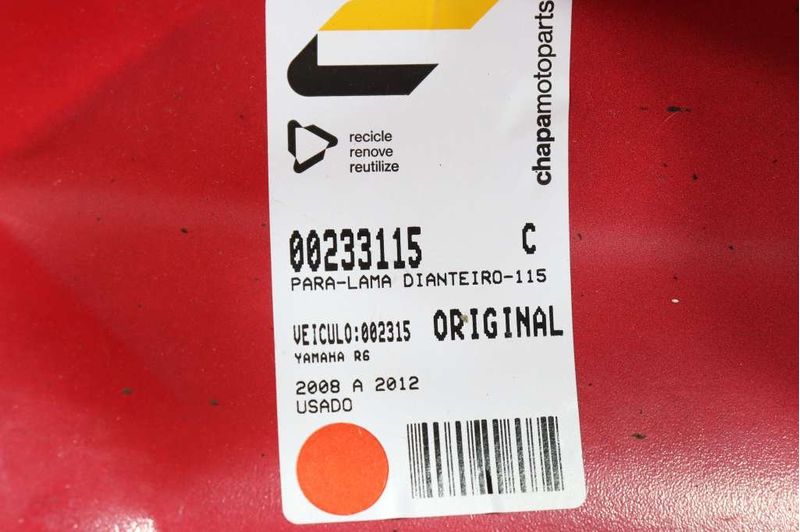 chapamotoparts
recicle
renove
reutilize
00233115 C
PARA-LAMA DIANTEIRO-115
VEICULO:002315 ORIGINAL
YAMAHA R6
2008 A 2012
USADO